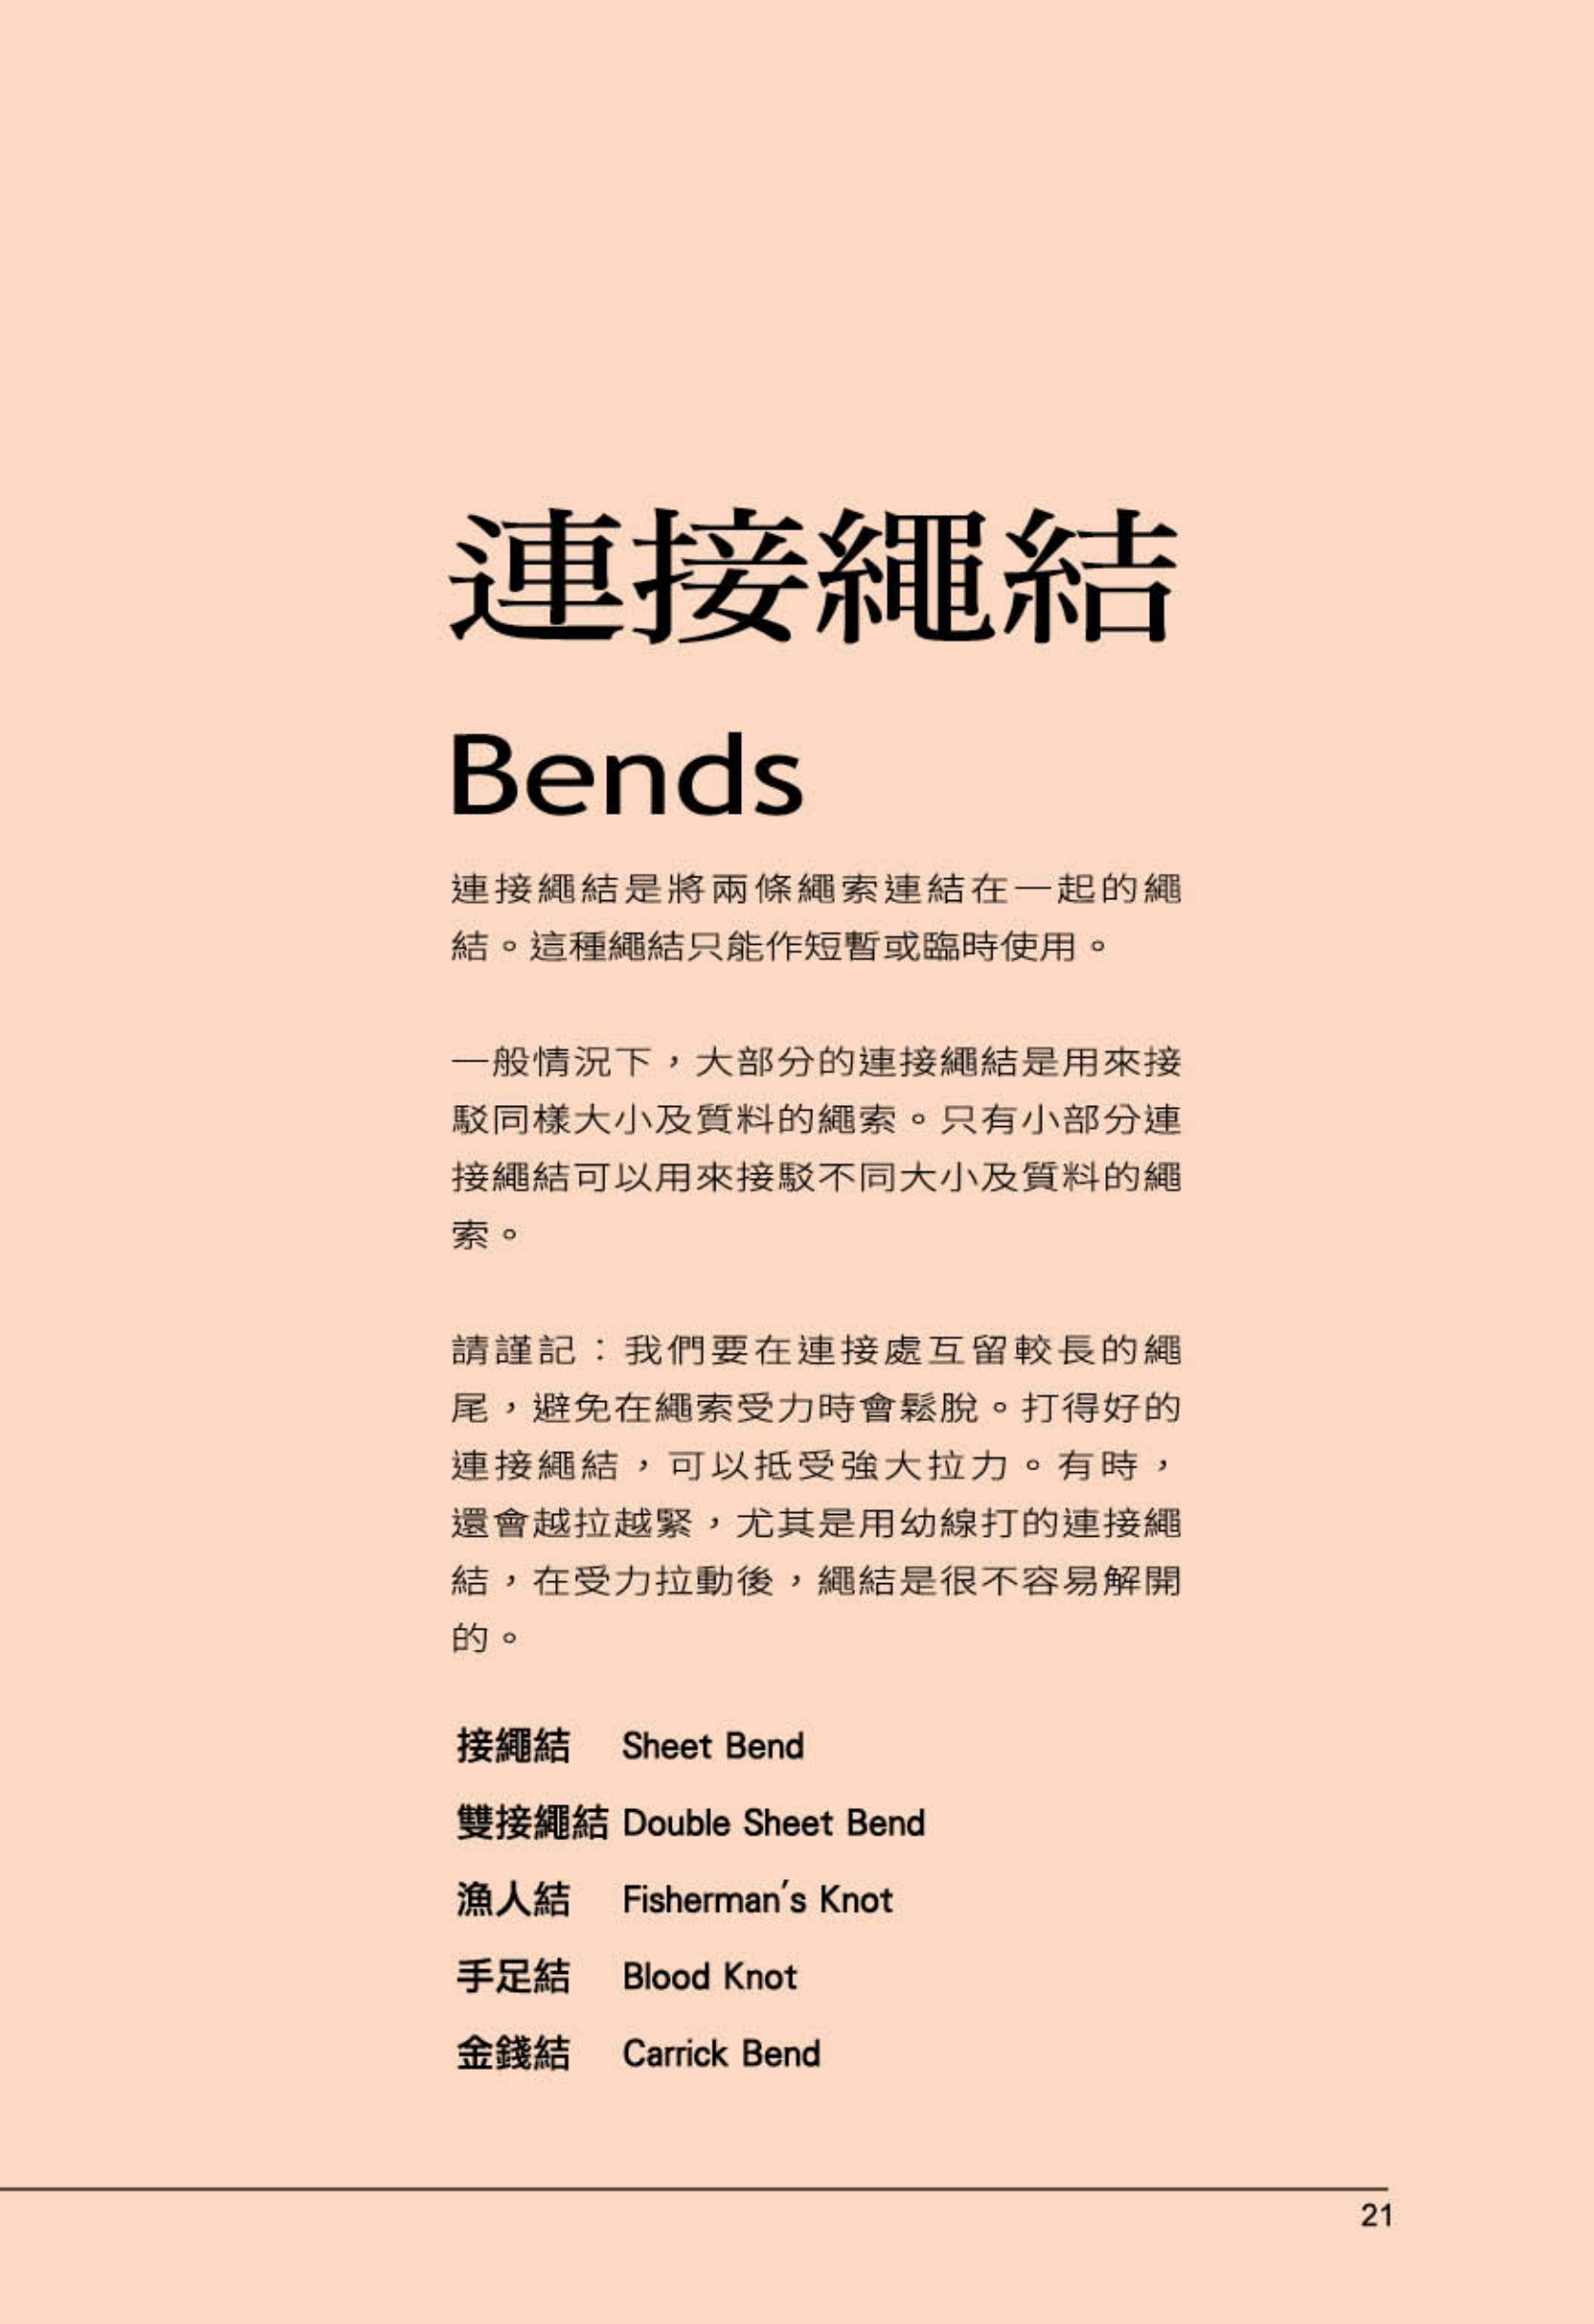 連接繩結
Bends
連接繩結是將兩條繩索連結在一起的繩
結。這種繩結只能作短暫或臨時使用。
一般情況下，大部分的連接繩結是用來接
駁同樣大小及質料的繩索。只有小部分連
接繩結可以用來接駁不同大小及質料的繩
索。
請謹記：我們要在連接處互留較長的繩
尾，避免在繩索受力時會鬆脫。打得好的
連接繩結，可以抵受強大拉力。有時，
還會越拉越緊，尤其是用幼線打的連接繩
結，在受力拉動後，繩結是很不容易解開
的。
接繩結 Sheet Bend
雙接繩結 Double Sheet Bend
漁人結 Fisherman's Knot
手足結 Blood Knot
金錢結 Carrick Bend
21